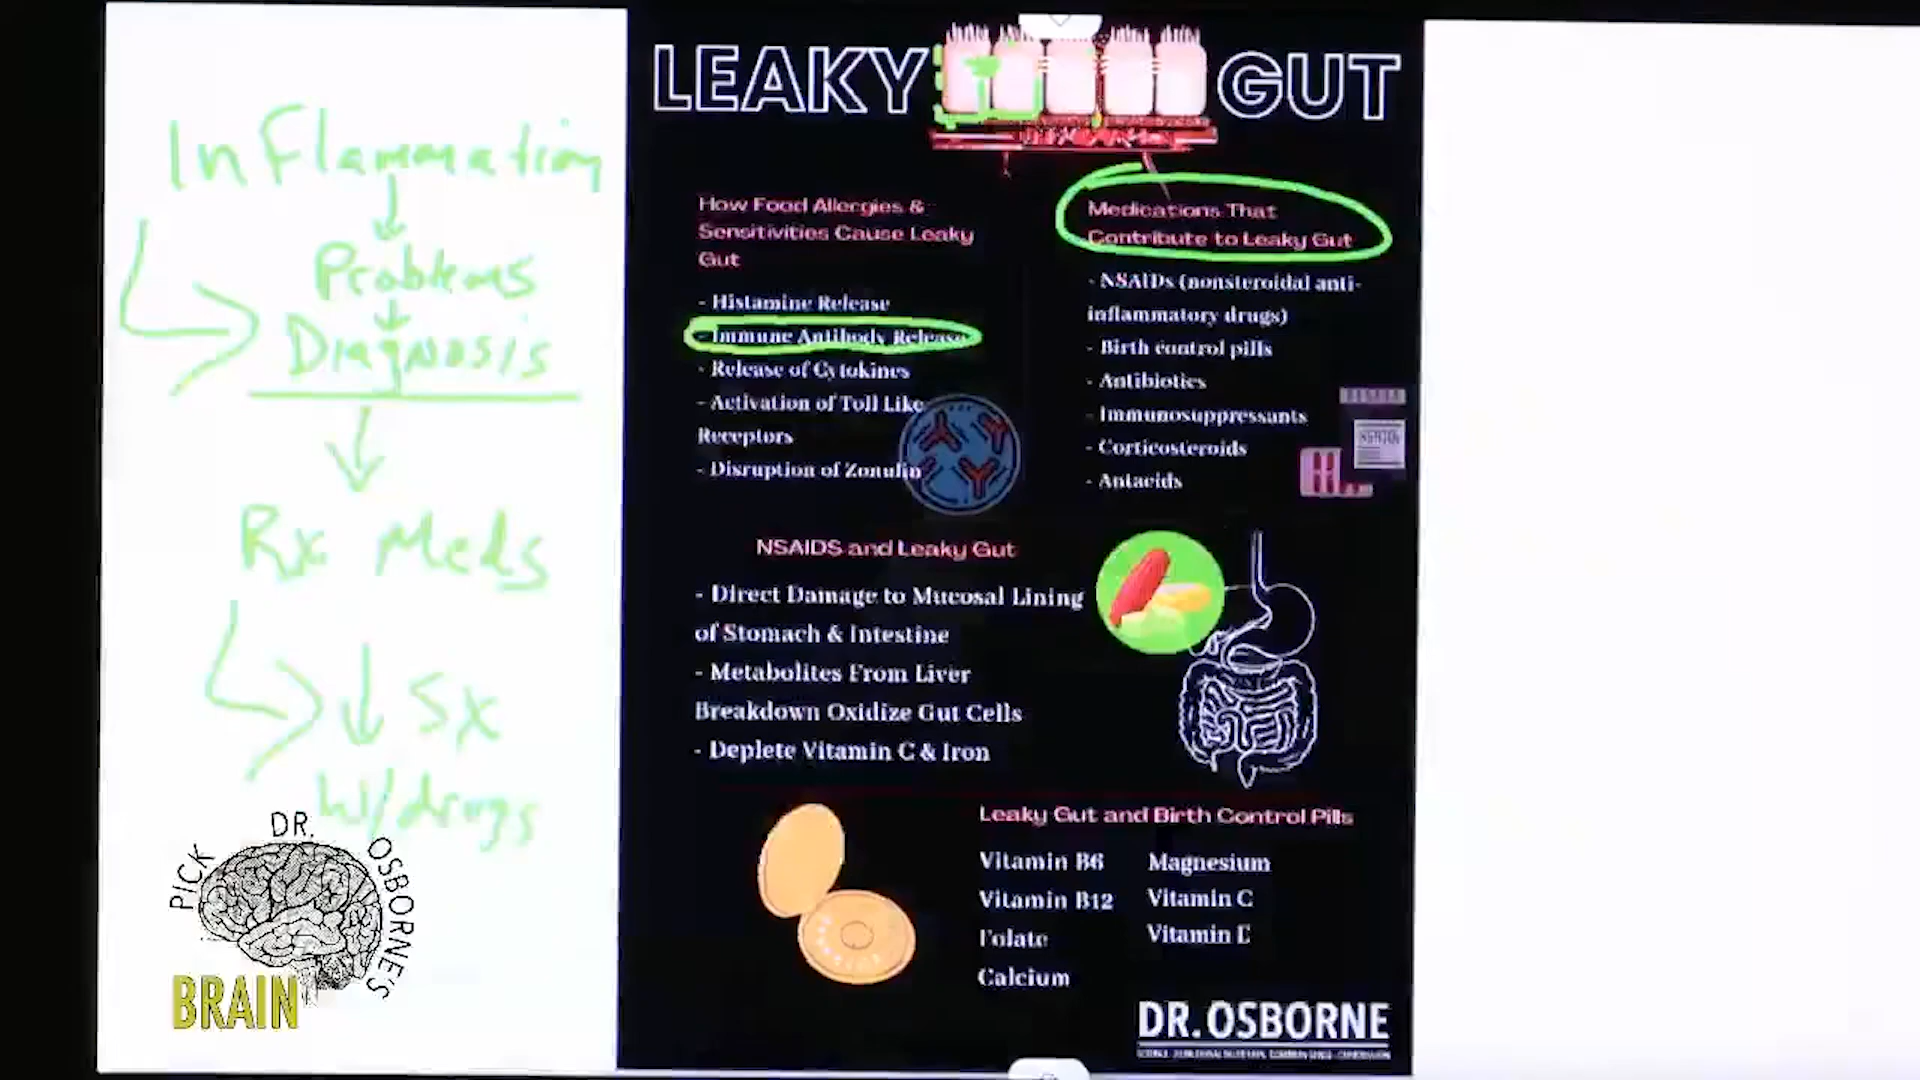 LEAKY GUT
Inflammation
Problems
Diagnosis
Rx Meds
↓ Sx
w/drugs
How Food Allergies &
Sensitivities Cause Leaky
Gut
- Histamine Release
- Immune Antibody Release
- Release of Cytokines
- Activation of Toll Like
Receptors
- Disruption of Zonulin
Medications That
Contribute to Leaky Gut
- NSAIDs (nonsteroidal anti-
inflammatory drugs)
- Birth control pills
- Antibiotics
- Immunosuppressants
- Corticosteroids
- Antacids
NSAIDS and Leaky Gut
- Direct Damage to Mucosal Lining
of Stomach & Intestine
- Metabolites From Liver
Breakdown Oxidize Gut Cells
- Deplete Vitamin C & Iron
Leaky Gut and Birth Control Pills
Vitamin B6
Vitamin B12
Folate
Calcium
Magnesium
Vitamin C
Vitamin E
DR. OSBORNE
PICK
DR.
OSBORNE'S
BRAIN